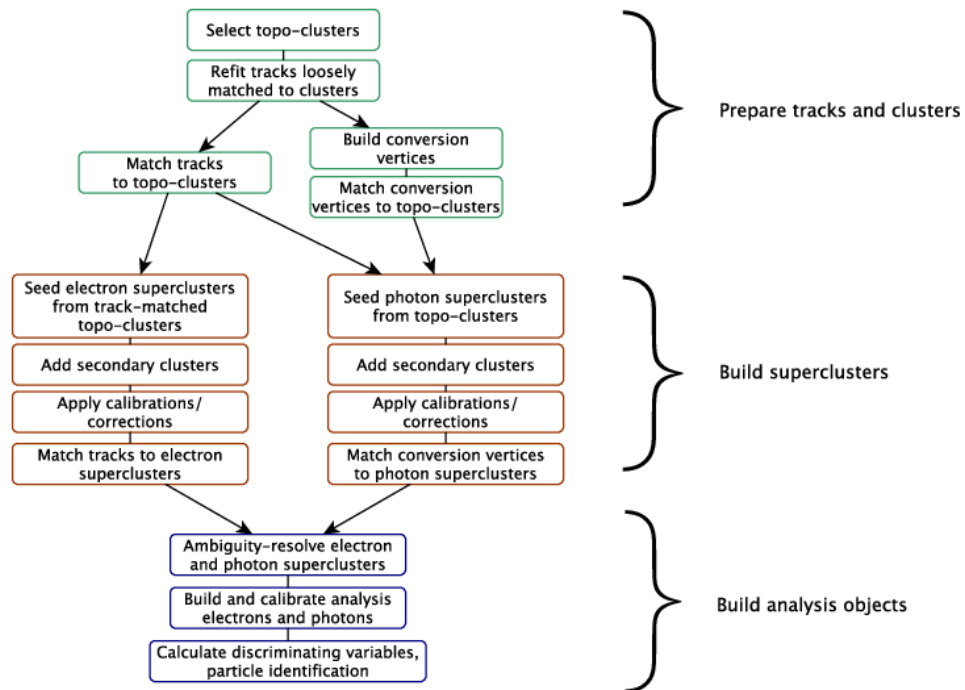 Select topo-clusters
Refit tracks loosely
matched to clusters
Prepare tracks and clusters
Match tracks
to topo-clusters
Build conversion
vertices
Match conversion
vertices to topo-clusters
Seed electron superclusters
from track-matched
topo-clusters
Add secondary clusters
Apply calibrations/
corrections
Match tracks to electron
superclusters
Seed photon superclusters
from topo-clusters
Add secondary clusters
Apply calibrations/
corrections
Match conversion vertices
to photon superclusters
Build superclusters
Ambiguity-resolve electron
and photon superclusters
Build and calibrate analysis
electrons and photons
Calculate discriminating variables,
particle identification
Build analysis objects